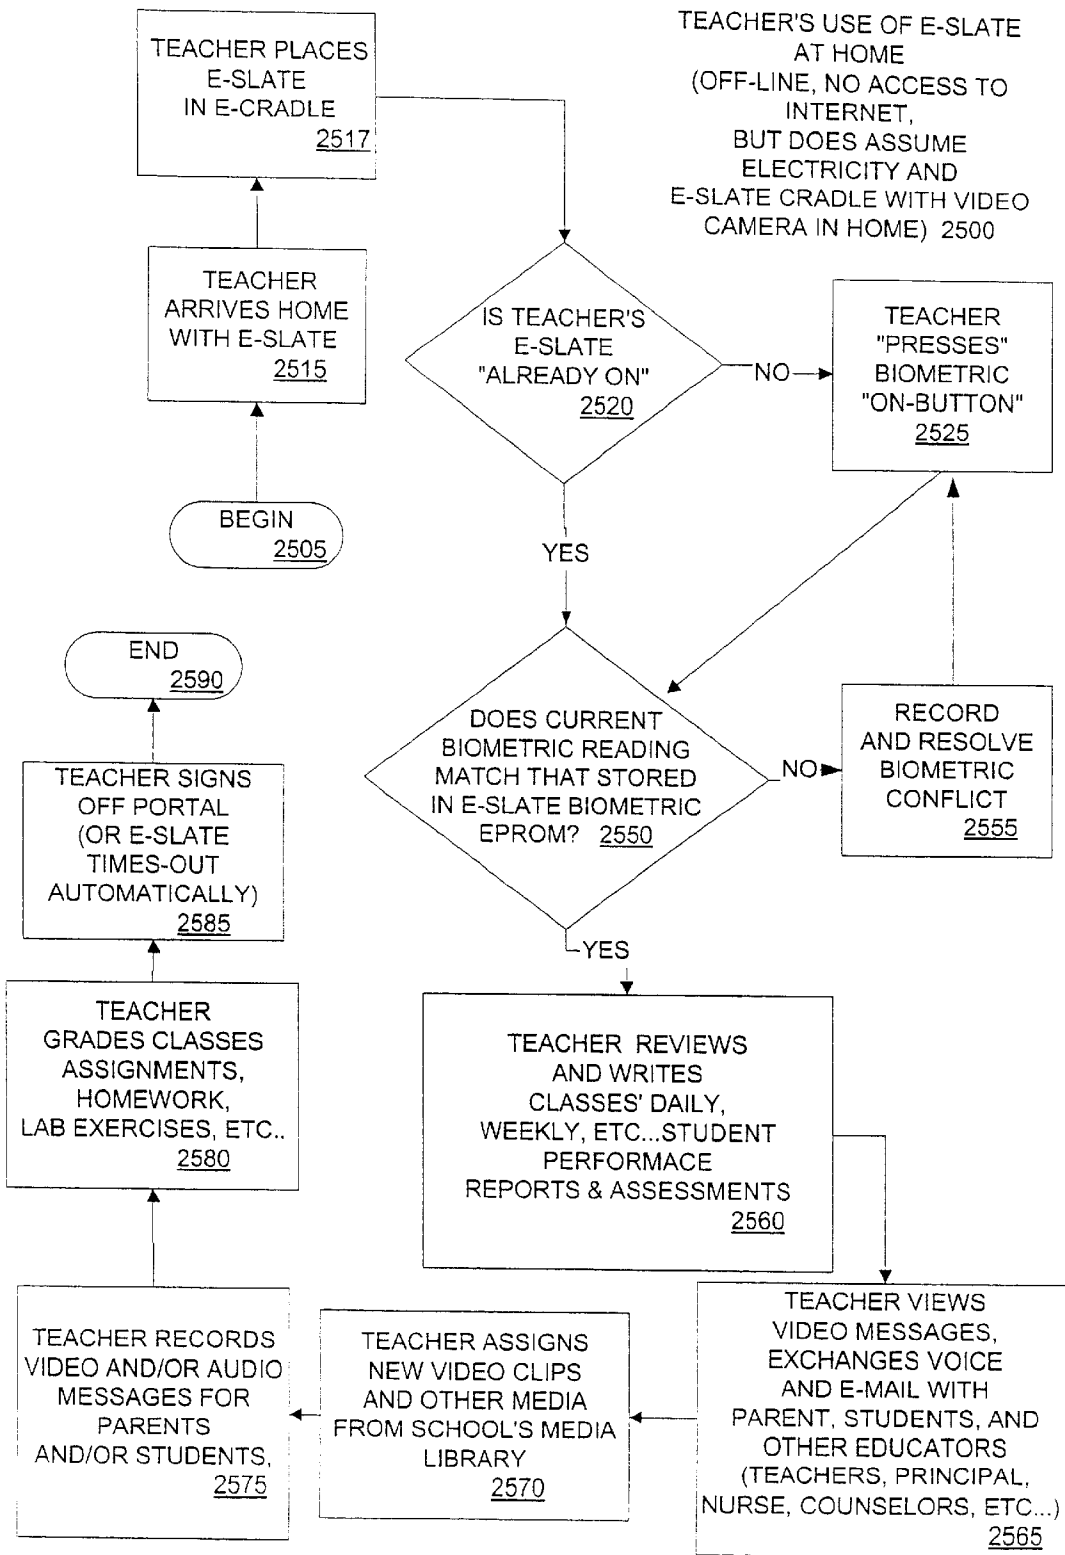 TEACHER'S USE OF E-SLATE
AT HOME
(OFF-LINE, NO ACCESS TO
INTERNET,
BUT DOES ASSUME
ELECTRICITY AND
E-SLATE CRADLE WITH VIDEO
CAMERA IN HOME) 2500
BEGIN
2505
TEACHER
ARRIVES HOME
WITH E-SLATE
2515
TEACHER PLACES
E-SLATE
IN E-CRADLE
2517
IS TEACHER'S
E-SLATE
"ALREADY ON"
2520
NO
TEACHER
"PRESSES"
BIOMETRIC
"ON-BUTTON"
2525
YES
DOES CURRENT
BIOMETRIC READING
MATCH THAT STORED
IN E-SLATE BIOMETRIC
EPROM? 2550
NO
RECORD
AND RESOLVE
BIOMETRIC
CONFLICT
2555
YES
TEACHER REVIEWS
AND WRITES
CLASSES' DAILY,
WEEKLY, ETC...STUDENT
PERFORMACE
REPORTS & ASSESSMENTS
2560
TEACHER VIEWS
VIDEO MESSAGES,
EXCHANGES VOICE
AND E-MAIL WITH
PARENT, STUDENTS, AND
OTHER EDUCATORS
(TEACHERS, PRINCIPAL,
NURSE, COUNSELORS, ETC...)
2565
TEACHER ASSIGNS
NEW VIDEO CLIPS
AND OTHER MEDIA
FROM SCHOOL'S MEDIA
LIBRARY
2570
TEACHER RECORDS
VIDEO AND/OR AUDIO
MESSAGES FOR
PARENTS
AND/OR STUDENTS,
2575
TEACHER
GRADES CLASSES
ASSIGNMENTS,
HOMEWORK,
LAB EXERCISES, ETC..
2580
TEACHER SIGNS
OFF PORTAL
(OR E-SLATE
TIMES-OUT
AUTOMATICALLY)
2585
END
2590